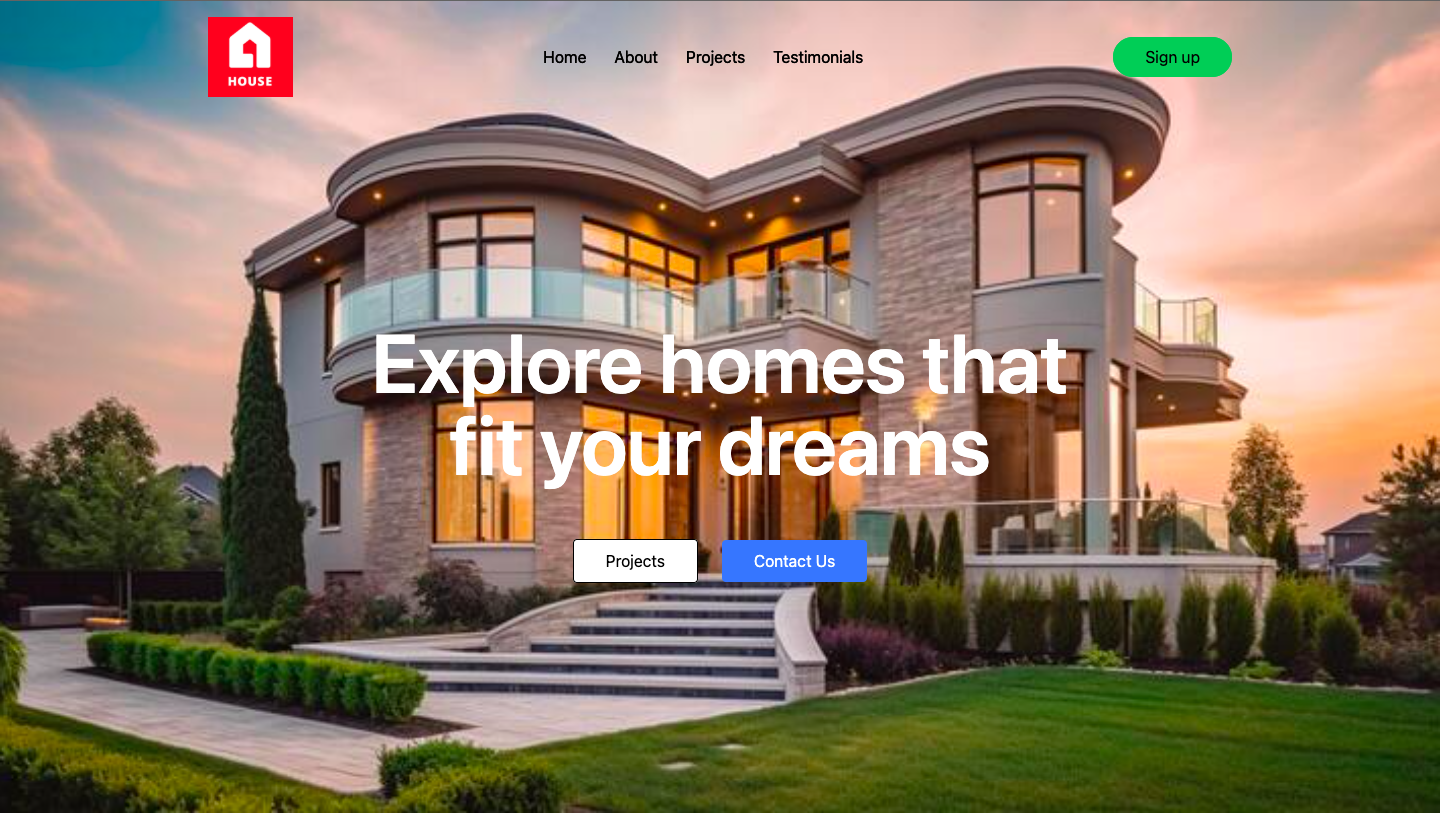 HOUSE
Home About Projects Testimonials Sign up
Explore homes that
fit your dreams
Projects Contact Us